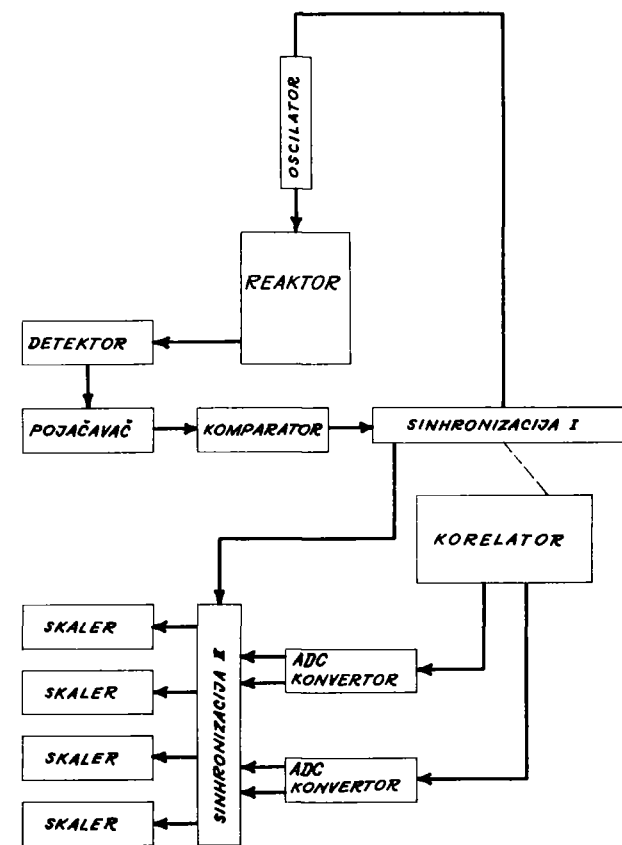 OSCILATOR
REAKTOR
DETEKTOR
POJAČAVAČ
KOMPARATOR
SINHRONIZACIJA I
KORELATOR
SINHRONIZACIJA II
SKALER
SKALER
SKALER
SKALER
ADC
KONVERTOR
ADC
KONVERTOR